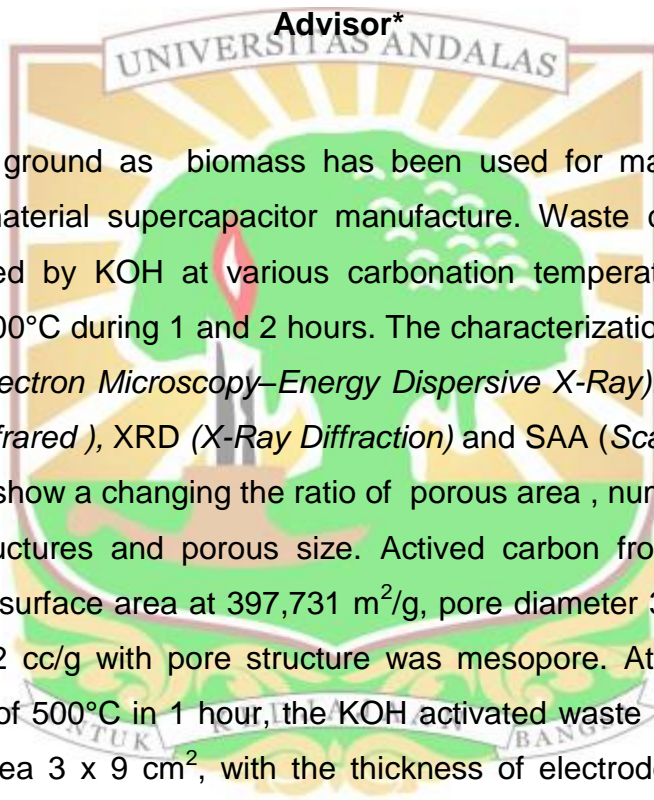 Advisor*
UNIVERSITAS ANDALAS
ground as biomass has been used for ma
aterial supercapacitor manufacture. Waste
ed by KOH at various carbonation temperat
00°C during 1 and 2 hours. The characterizatio
ectron Microscopy–Energy Dispersive X-Ray)
frared ), XRD (X-Ray Diffraction) and SAA (Sca
show a changing the ratio of porous area , nu
uctures and porous size. Actived carbon fro
surface area at 397,731 m²/g, pore diameter 3
2 cc/g with pore structure was mesopore. At
of 500°C in 1 hour, the KOH activated waste
ea 3 x 9 cm², with the thickness of electrod
UNTUK BANGS